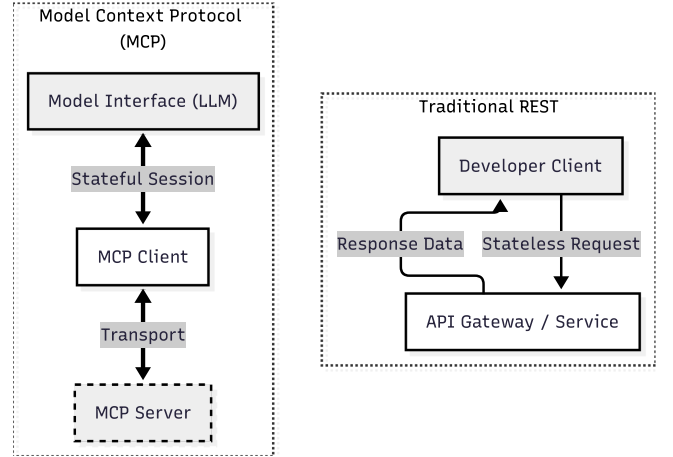 Model Context Protocol
(MCP)
Model Interface (LLM)
Stateful Session
MCP Client
Transport
MCP Server
Traditional REST
Developer Client
Response Data
Stateless Request
API Gateway / Service